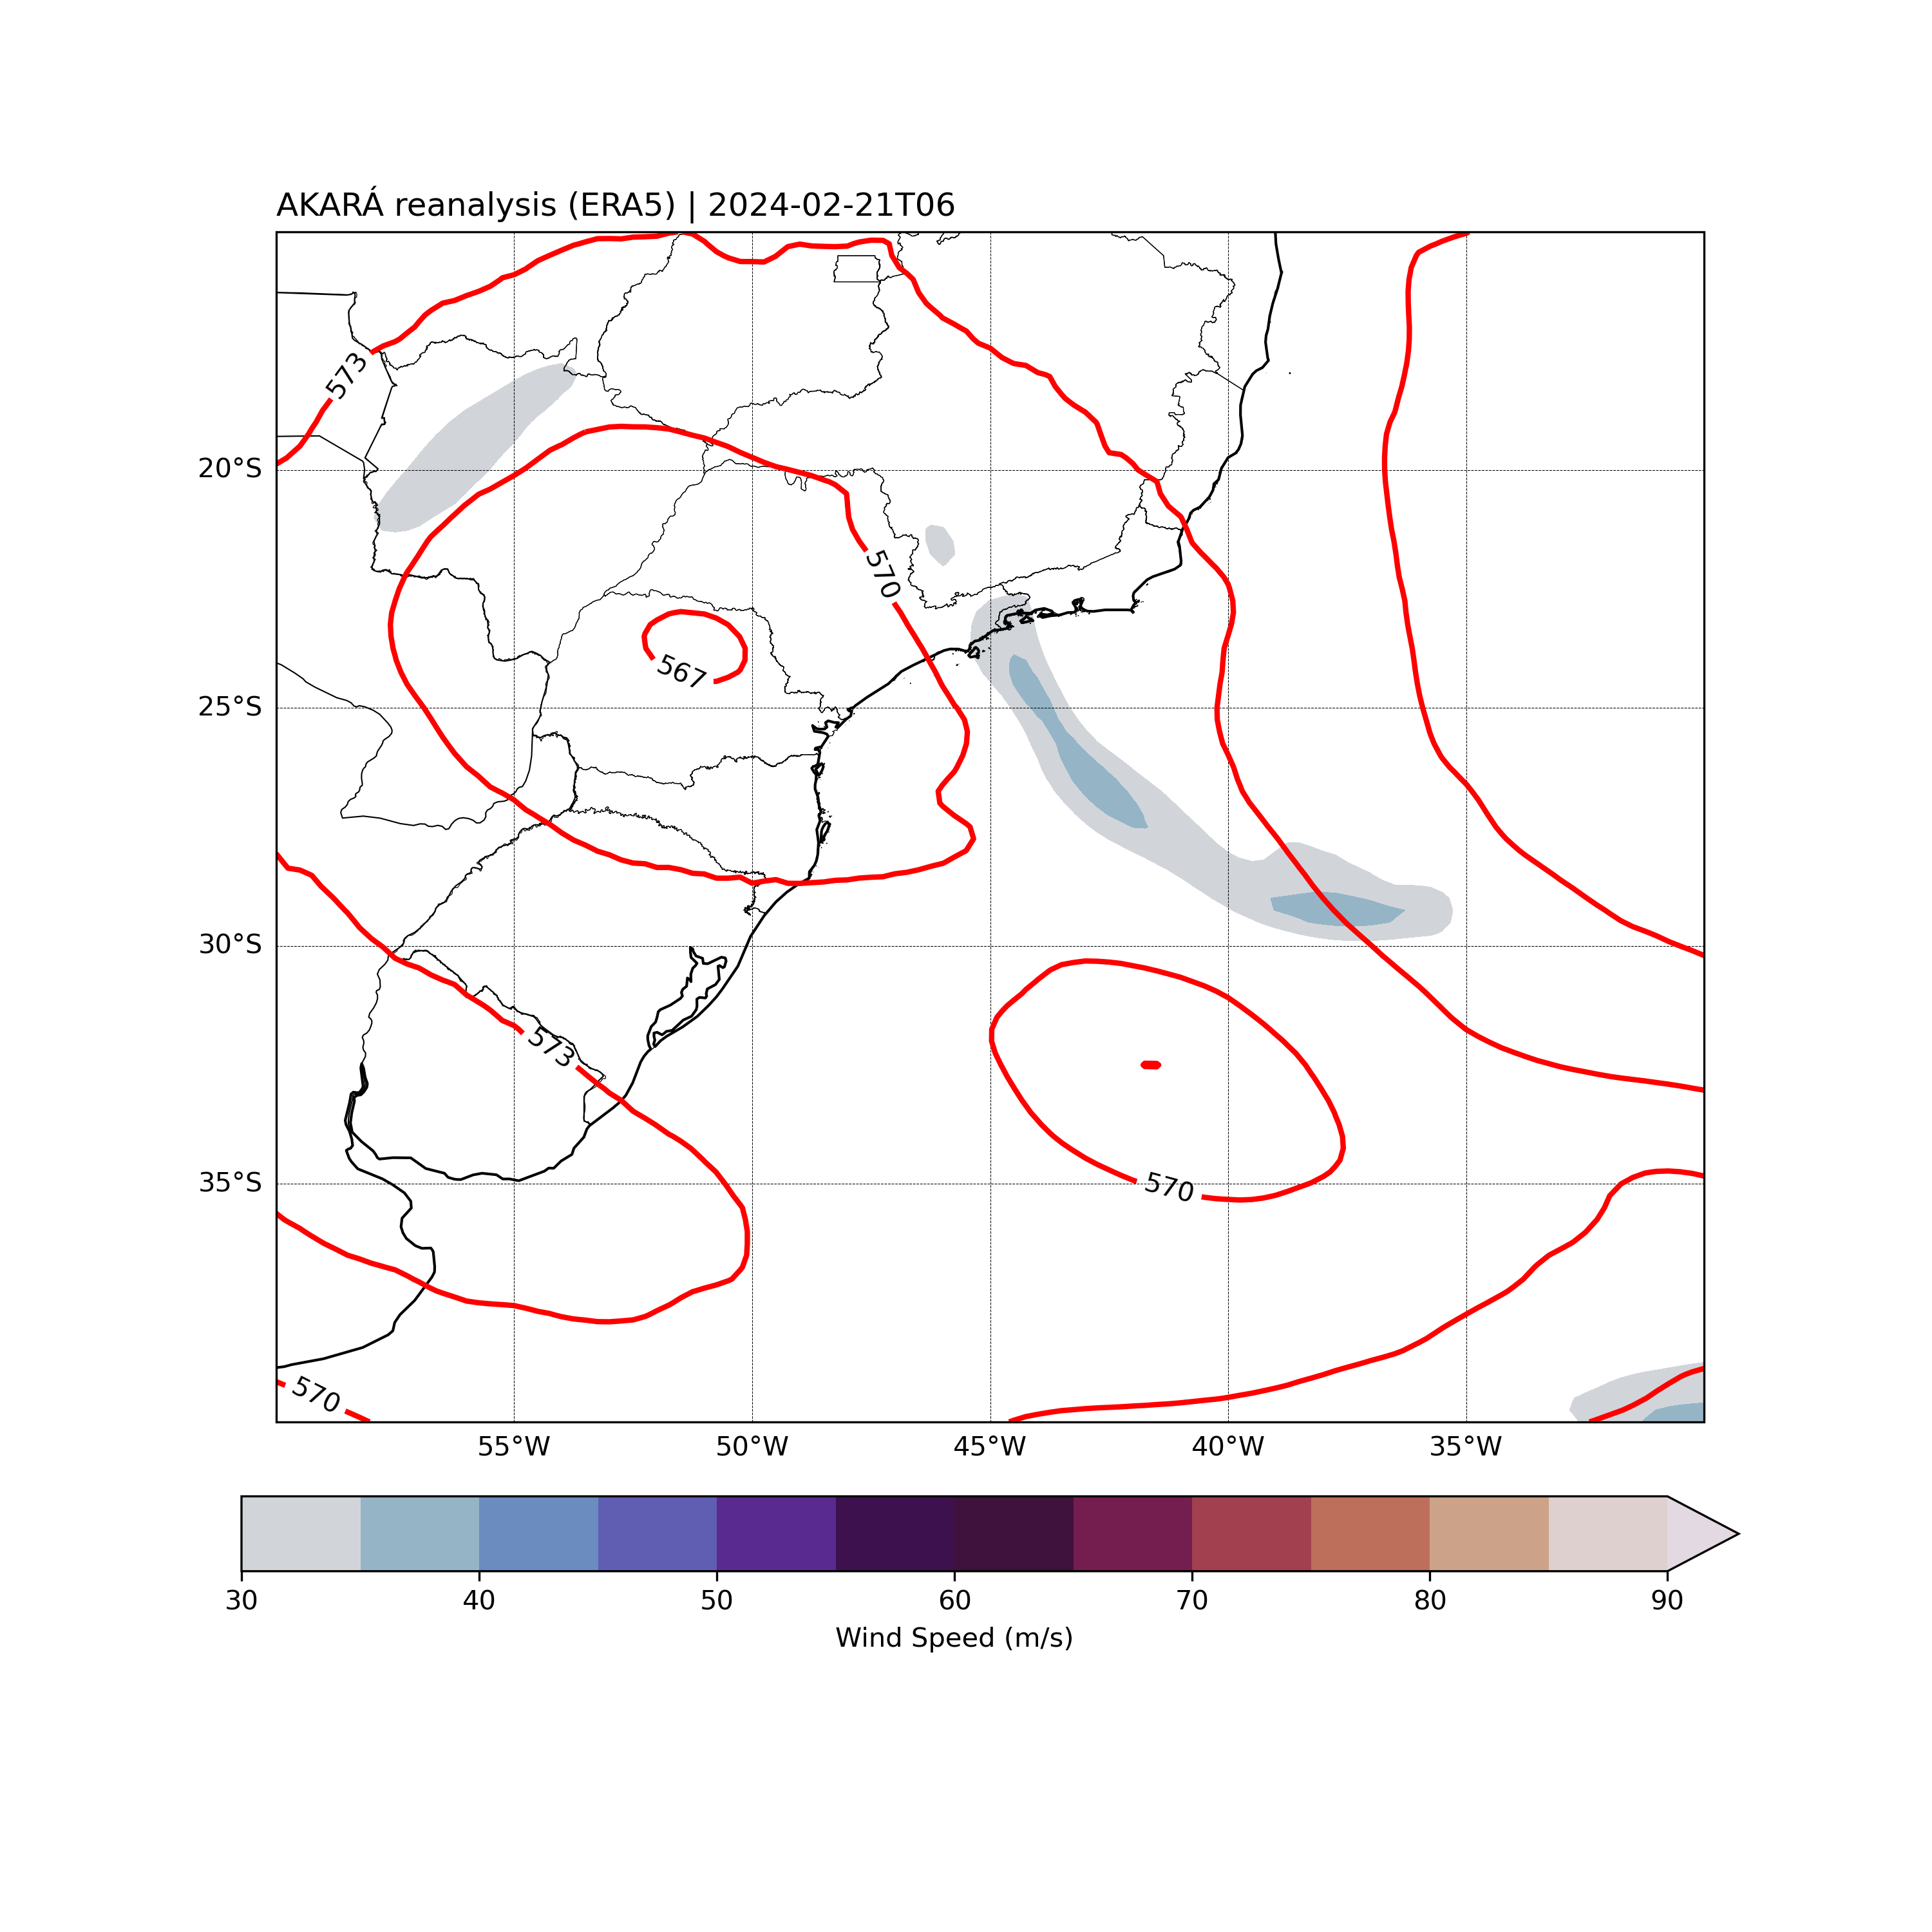 AKARÁ reanalysis (ERA5) | 2024-02-21T06
573
20°S
570
567
25°S
30°S
573
35°S
570
570
55°W 50°W 45°W 40°W 35°W
30 40 50 60 70 80 90
Wind Speed (m/s)